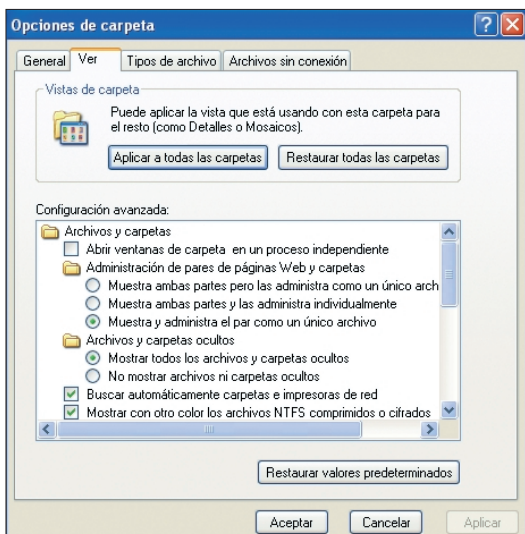 Opciones de carpeta
General Ver Tipos de archivo Archivos sin conexión
Vistas de carpeta
Puede aplicar la vista que está usando con esta carpeta para
el resto (como Detalles o Mosaicos).
Aplicar a todas las carpetas Restaurar todas las carpetas
Configuración avanzada:
Archivos y carpetas
Abrir ventanas de carpeta en un proceso independiente
Administración de pares de páginas Web y carpetas
Muestra ambas partes pero las administra como un único arch
Muestra ambas partes y las administra individualmente
Muestra y administra el par como un único archivo
Archivos y carpetas ocultos
Mostrar todos los archivos y carpetas ocultos
No mostrar archivos ni carpetas ocultos
Buscar automáticamente carpetas e impresoras de red
Mostrar con otro color los archivos NTFS comprimidos o cifrados
Restaurar valores predeterminados
Aceptar Cancelar Aplicar